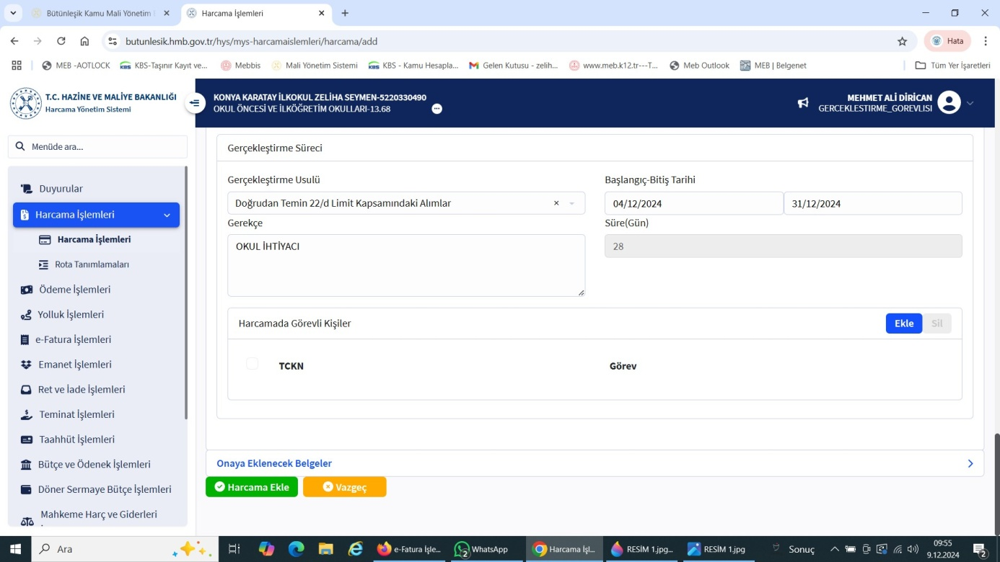 Bütünleşik Kamu Mali Yönetim
Harcama İşlemleri
butunlesik.hmb.gov.tr/hys/mys-harcamaislemleri/harcama/add
Hata
MEB -AOTLOCK
KBS-Taşınır Kayıt ve...
Mebbis
Mali Yönetim Sistemi
KBS - Kamu Hesapla...
Gelen Kutusu - zelih...
www.meb.k12.tr---T...
Meb Outlook
MEB | Belgenet
Tüm Yer İşaretleri
T.C. HAZİNE VE MALİYE BAKANLIĞI
Harcama Yönetim Sistemi
KONYA KARATAY İLKOKUL ZELİHA SEYMEN-5220330490
OKUL ÖNCESİ VE İLKÖĞRETİM OKULLARI-13.68
MEHMET ALİ DİRİCAN
GERCEKLESTIRME_GOREVLISI
Menüde ara...
Duyurular
Harcama İşlemleri
Harcama İşlemleri
Rota Tanımlamaları
Ödeme İşlemleri
Yolluk İşlemleri
e-Fatura İşlemleri
Emanet İşlemleri
Ret ve İade İşlemleri
Teminat İşlemleri
Taahhüt İşlemleri
Bütçe ve Ödenek İşlemleri
Döner Sermaye Bütçe İşlemleri
Mahkeme Harç ve Giderleri
Gerçekleştirme Süreci
Gerçekleştirme Usulü
Doğrudan Temin 22/d Limit Kapsamındaki Alımlar
Başlangıç-Bitiş Tarihi
04/12/2024
31/12/2024
Gerekçe
OKUL İHTİYACI
Süre(Gün)
28
Harcamada Görevli Kişiler
Ekle
Sil
TCKN
Görev
Onaya Eklenecek Belgeler
Harcama Ekle
Vazgeç
Ara
e-Fatura İşle...
2
WhatsApp
Harcama İşl...
RESİM 1.jpg...
RESİM 1.jpg
Sonuç
09:55
9.12.2024
2